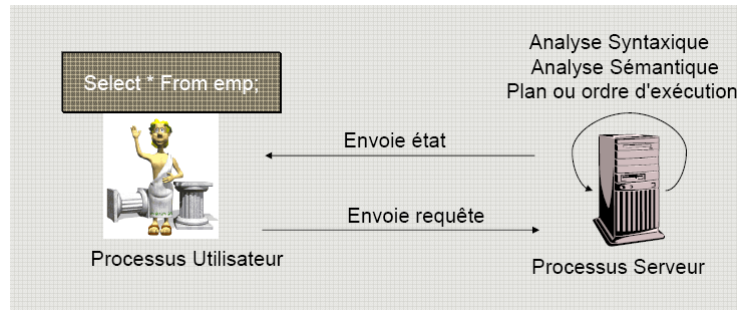 Select * From emp;
Analyse Syntaxique
Analyse Sémantique
Plan ou ordre d'exécution
Envoie état
Envoie requête
Processus Utilisateur
Processus Serveur